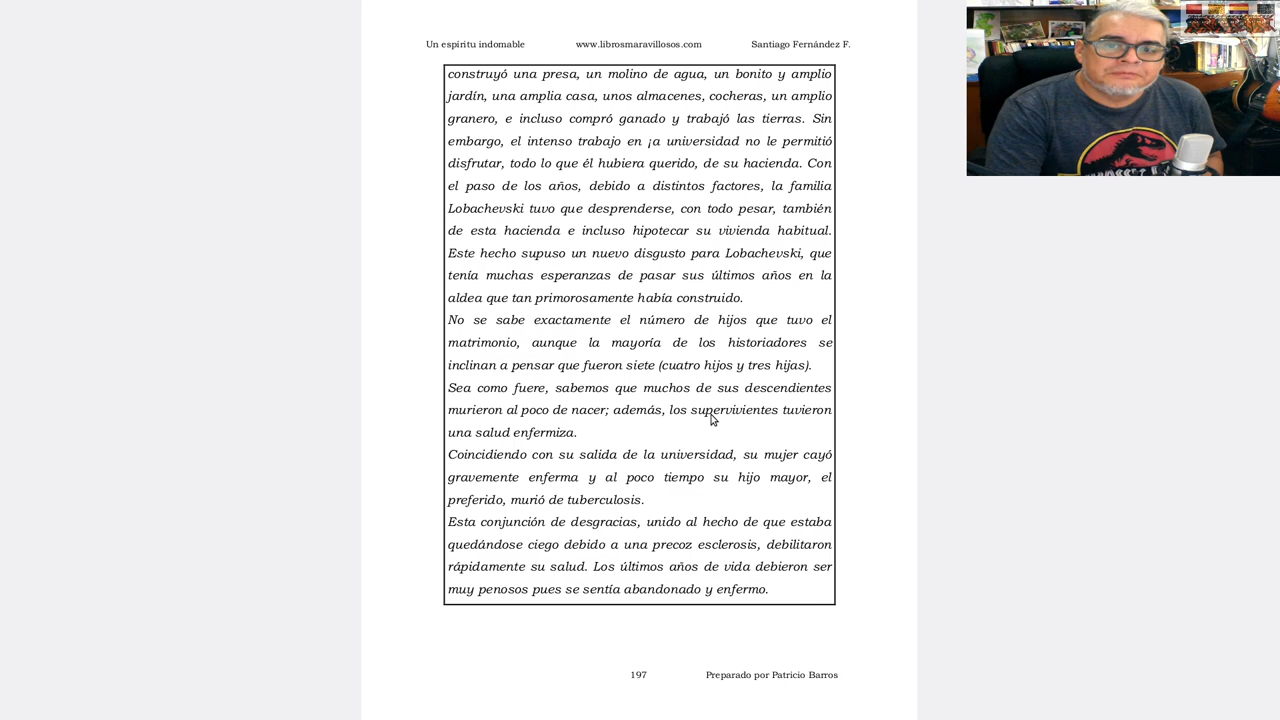 Un espíritu indomable www.librosmaravillosos.com Santiago Fernández F.
construyó una presa, un molino de agua, un bonito y amplio
jardín, una amplia casa, unos almacenes, cocheras, un amplio
granero, e incluso compró ganado y trabajó las tierras. Sin
embargo, el intenso trabajo en ¡a universidad no le permitió
disfrutar, todo lo que él hubiera querido, de su hacienda. Con
el paso de los años, debido a distintos factores, la familia
Lobachevski tuvo que desprenderse, con todo pesar, también
de esta hacienda e incluso hipotecar su vivienda habitual.
Este hecho supuso un nuevo disgusto para Lobachevski, que
tenía muchas esperanzas de pasar sus últimos años en la
aldea que tan primorosamente había construido.
No se sabe exactamente el número de hijos que tuvo el
matrimonio, aunque la mayoría de los historiadores se
inclinan a pensar que fueron siete (cuatro hijos y tres hijas).
Sea como fuere, sabemos que muchos de sus descendientes
murieron al poco de nacer; además, los supervivientes tuvieron
una salud enfermiza.
Coincidiendo con su salida de la universidad, su mujer cayó
gravemente enferma y al poco tiempo su hijo mayor, el
preferido, murió de tuberculosis.
Esta conjunción de desgracias, unido al hecho de que estaba
quedándose ciego debido a una precoz esclerosis, debilitaron
rápidamente su salud. Los últimos años de vida debieron ser
muy penosos pues se sentía abandonado y enfermo.
197 Preparado por Patricio Barros